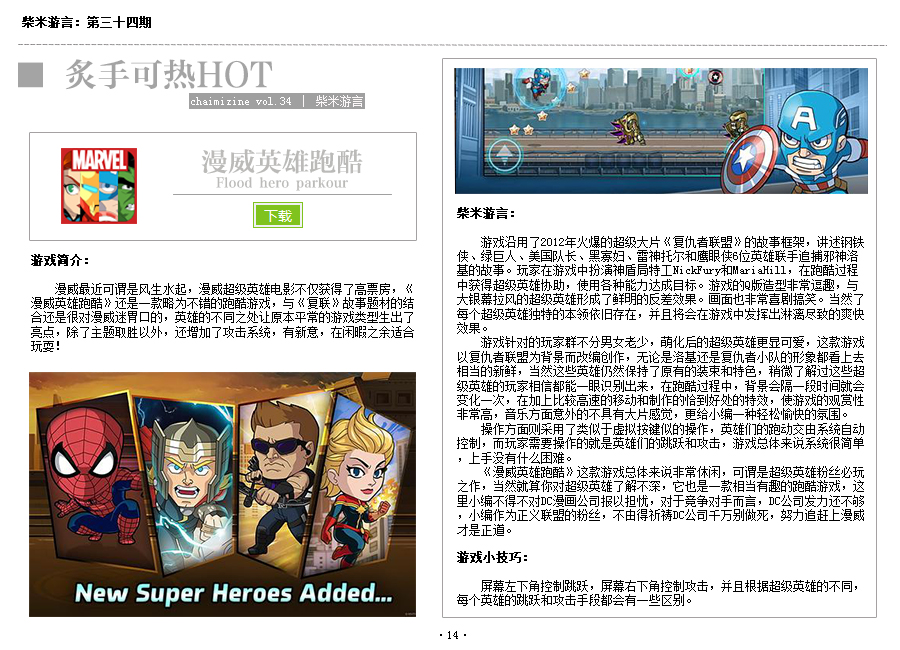 柴米游言：第三十四期
炙手可热HOT
chaimizine vol.34 | 柴米游言
MARVEL
漫威英雄跑酷
Flood hero parkour
下载
游戏简介：
漫威最近可谓是风生水起，漫威超级英雄电影不仅获得了高票房，《
漫威英雄跑酷》还是一款略为不错的跑酷游戏，与《复联》故事题材的结
合还是很对漫威迷胃口的，英雄的不同之处让原本平常的游戏类型生出了
亮点，除了主题取胜以外，还增加了攻击系统，有新意，在闲暇之余适合
玩耍！
New Super Heroes Added...
柴米游言：
游戏沿用了2012年火爆的超级大片《复仇者联盟》的故事框架，讲述钢铁
侠、绿巨人、美国队长、黑寡妇、雷神托尔和鹰眼侠6位英雄联手追捕邪神洛
基的故事。玩家在游戏中扮演神盾局特工NickFury和MariaHill，在跑酷过程
中获得超级英雄协助，使用各种能力达成目标。游戏的Q版造型非常逗趣，与
大银幕拉风的超级英雄形成了鲜明的反差效果。画面也非常喜剧搞笑。当然了
每个超级英雄独特的本领依旧存在，并且将会在游戏中发挥出淋漓尽致的爽快
效果。
游戏针对的玩家群不分男女老少，萌化后的超级英雄更显可爱，这款游戏
以复仇者联盟为背景而改编创作，无论是洛基还是复仇者小队的形象都看上去
相当的新鲜，当然这些英雄仍然保持了原有的装束和特色，稍微了解过这些超
级英雄的玩家相信都能一眼识别出来，在跑酷过程中，背景会隔一段时间就会
变化一次，在加上比较高速的移动和制作的恰到好处的特效，使游戏的观赏性
非常高，音乐方面意外的不具有大片感觉，更给小编一种轻松愉快的氛围。
操作方面则采用了类似于虚拟按键似的操作，英雄们的跑动交由系统自动
控制，而玩家需要操作的就是英雄们的跳跃和攻击，游戏总体来说系统很简单
，上手没有什么困难。
《漫威英雄跑酷》这款游戏总体来说非常休闲，可谓是超级英雄粉丝必玩
之作，当然就算你对超级英雄了解不深，它也是一款相当有趣的跑酷游戏，这
里小编不得不对DC漫画公司报以担忧，对于竞争对手而言，DC公司发力还不够
，小编作为正义联盟的粉丝，不由得祈祷DC公司千万别做死，努力追赶上漫威
才是正道。
游戏小技巧：
屏幕左下角控制跳跃，屏幕右下角控制攻击，并且根据超级英雄的不同，
每个英雄的跳跃和攻击手段都会有一些区别。
·14·